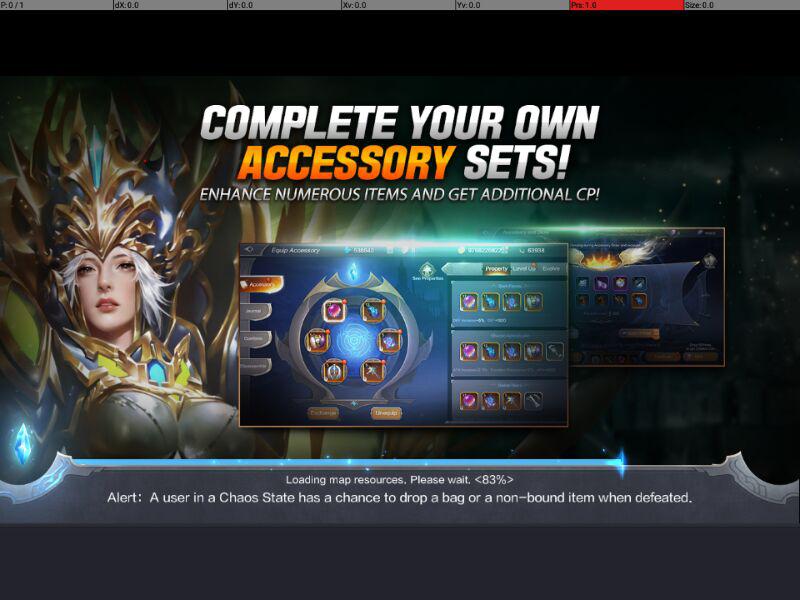 P: 0 / 1 dX: 0.0 dY: 0.0 Xv: 0.0 Yv: 0.0 Prs: 1.0 Size: 0.0
COMPLETE YOUR OWN
ACCESSORY SETS!
ENHANCE NUMEROUS ITEMS AND GET ADDITIONAL CP!
Equip Accessory
See Properties
Property Level Up Evolve
Accessory
Journal
Exchange Unequip
Loading map resources. Please wait. <83%>
Alert: A user in a Chaos State has a chance to drop a bag or a non-bound item when defeated.